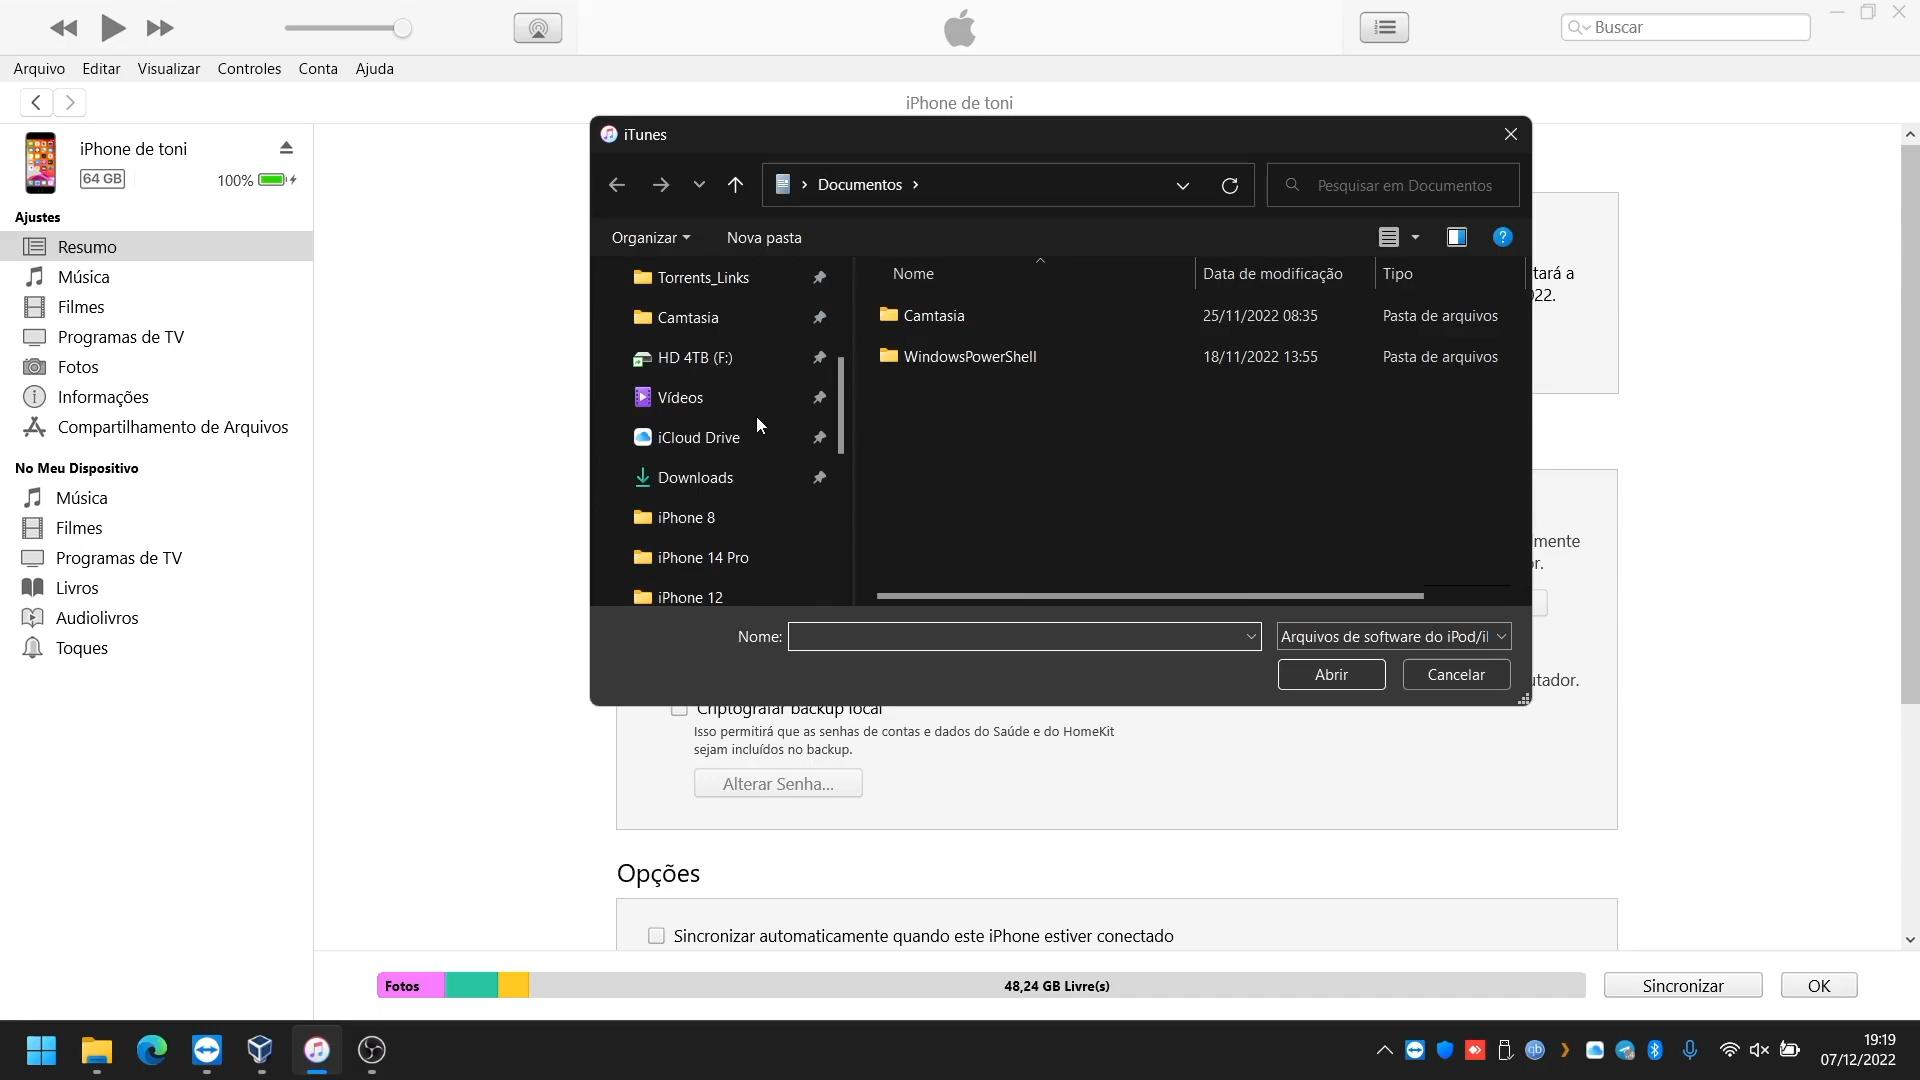 Buscar
Arquivo Editar Visualizar Controles Conta Ajuda
iPhone de toni
iPhone de toni
64 GB 100%
Ajustes
Resumo
Música
Filmes
Programas de TV
Fotos
Informações
Compartilhamento de Arquivos
No Meu Dispositivo
Música
Filmes
Programas de TV
Livros
Audiolivros
Toques
iTunes
Documentos
Pesquisar em Documentos
Organizar Nova pasta
Torrents_Links
Camtasia
HD 4TB (F:)
Vídeos
iCloud Drive
Downloads
iPhone 8
iPhone 14 Pro
iPhone 12
Nome Data de modificação Tipo
Camtasia 25/11/2022 08:35 Pasta de arquivos
WindowsPowerShell 18/11/2022 13:55 Pasta de arquivos
Nome: Arquivos de software do iPod/i
Abrir Cancelar
tará a
22.
mente
r.
utador.
Criptografar backup local
Isso permitirá que as senhas de contas e dados do Saúde e do HomeKit
sejam incluídos no backup.
Alterar Senha...
Opções
Sincronizar automaticamente quando este iPhone estiver conectado
Fotos 48,24 GB Livre(s) Sincronizar OK
19:19
07/12/2022